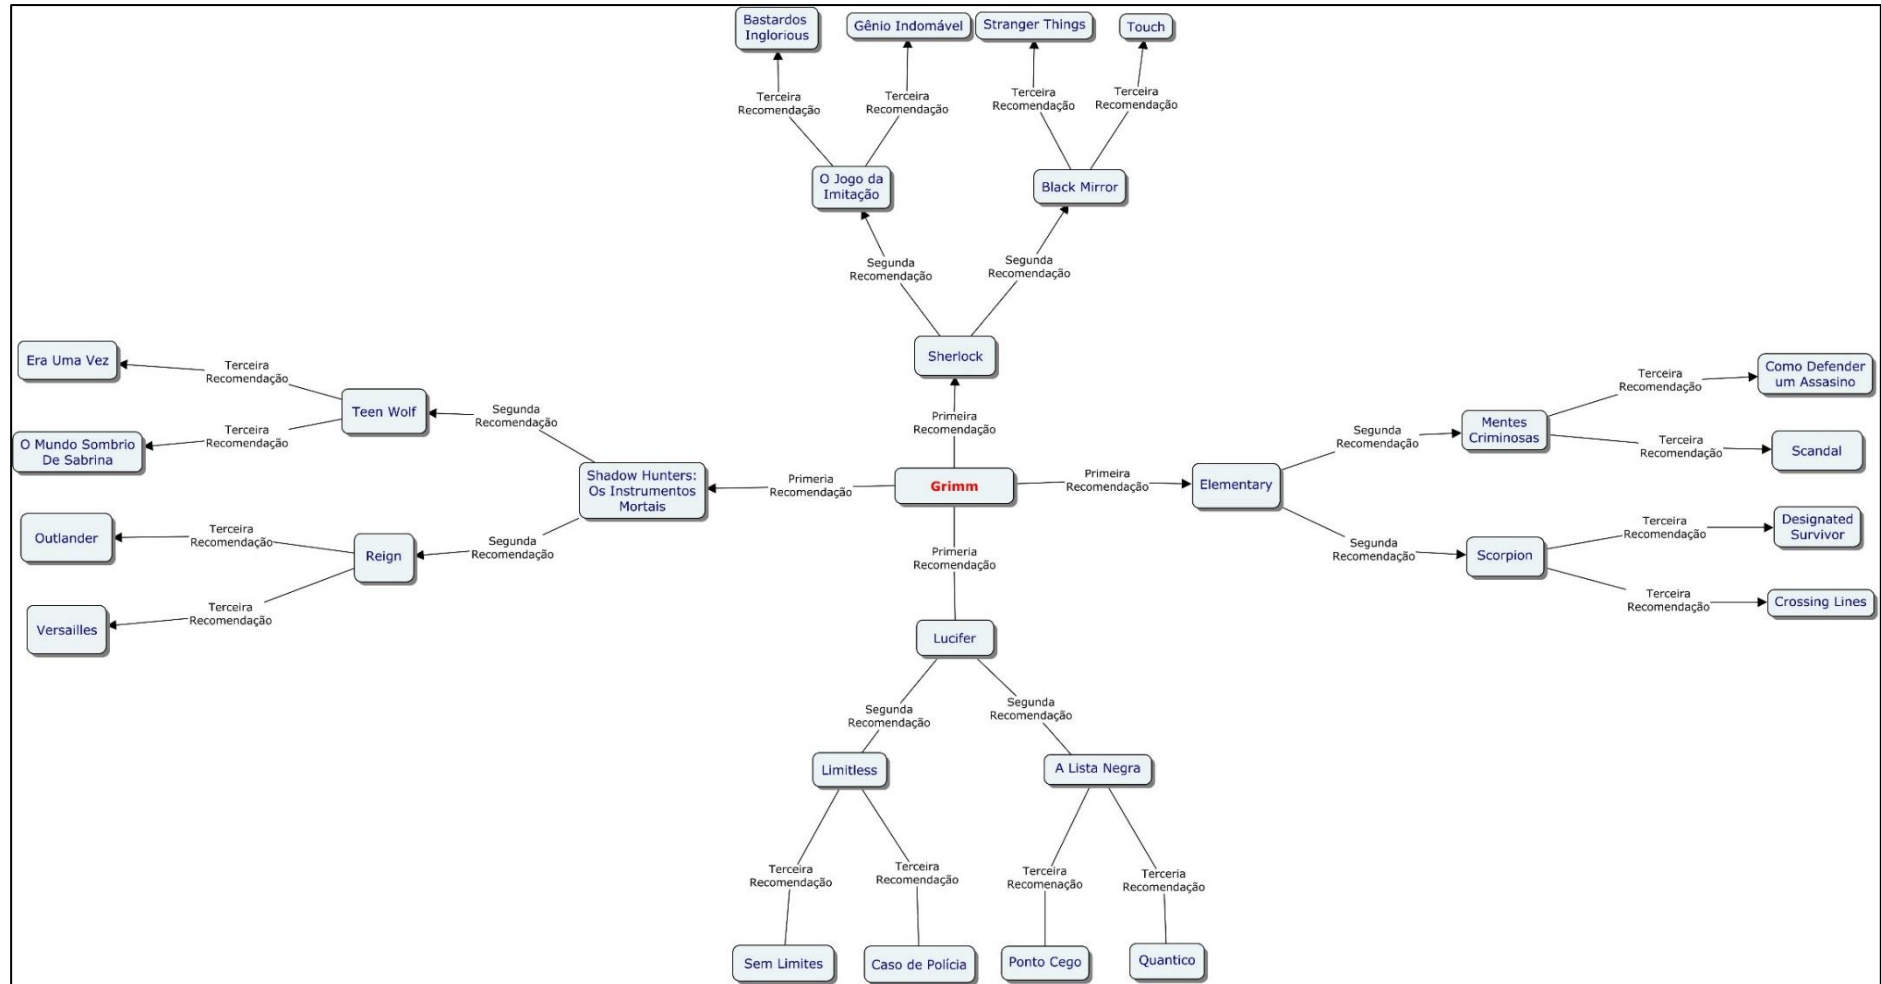 Bastardos
Inglorious
Gênio Indomável
Stranger Things
Touch
Terceira
Recomendação
Terceira
Recomendação
Terceira
Recomendação
Terceira
Recomendação
O Jogo da
Imitação
Black Mirror
Segunda
Recomendação
Segunda
Recomendação
Sherlock
Primeira
Recomendação
Era Uma Vez
Terceira
Recomendação
Teen Wolf
O Mundo Sombrio
De Sabrina
Terceira
Recomendação
Segunda
Recomendação
Shadow Hunters:
Os Instrumentos
Mortais
Primeria
Recomendação
Outlander
Terceira
Recomendação
Reign
Segunda
Recomendação
Versailles
Terceira
Recomendação
Grimm
Primeira
Recomendação
Elementary
Segunda
Recomendação
Mentes
Criminosas
Terceira
Recomendação
Como Defender
um Assasino
Terceira
Recomendação
Scandal
Segunda
Recomendação
Scorpion
Terceira
Recomendação
Designated
Survivor
Terceira
Recomendação
Crossing Lines
Primeria
Recomendação
Lucifer
Segunda
Recomendação
Segunda
Recomendação
Limitless
A Lista Negra
Terceira
Recomendação
Terceira
Recomendação
Terceira
Recomenação
Terceria
Recomendação
Sem Limites
Caso de Polícia
Ponto Cego
Quantico